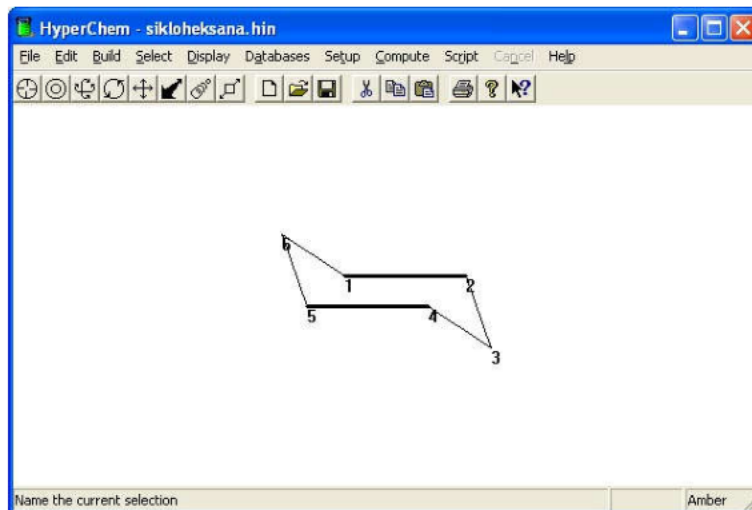 HyperChem - sikloheksana.hin
File Edit Build Select Display Databases Setup Compute Script Cancel Help
6
1 2
5 4
3
Name the current selection Amber